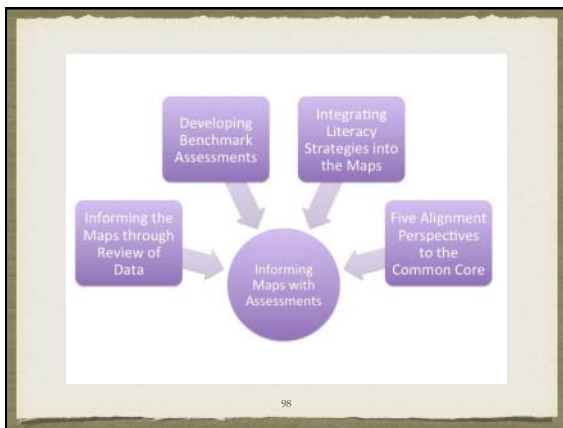 Informing the
Maps through
Review of
Data
Developing
Benchmark
Assessments
Integrating
Literacy
Strategies into
the Maps
Five Alignment
Perspectives
to the
Common Core
Informing
Maps with
Assessments
98